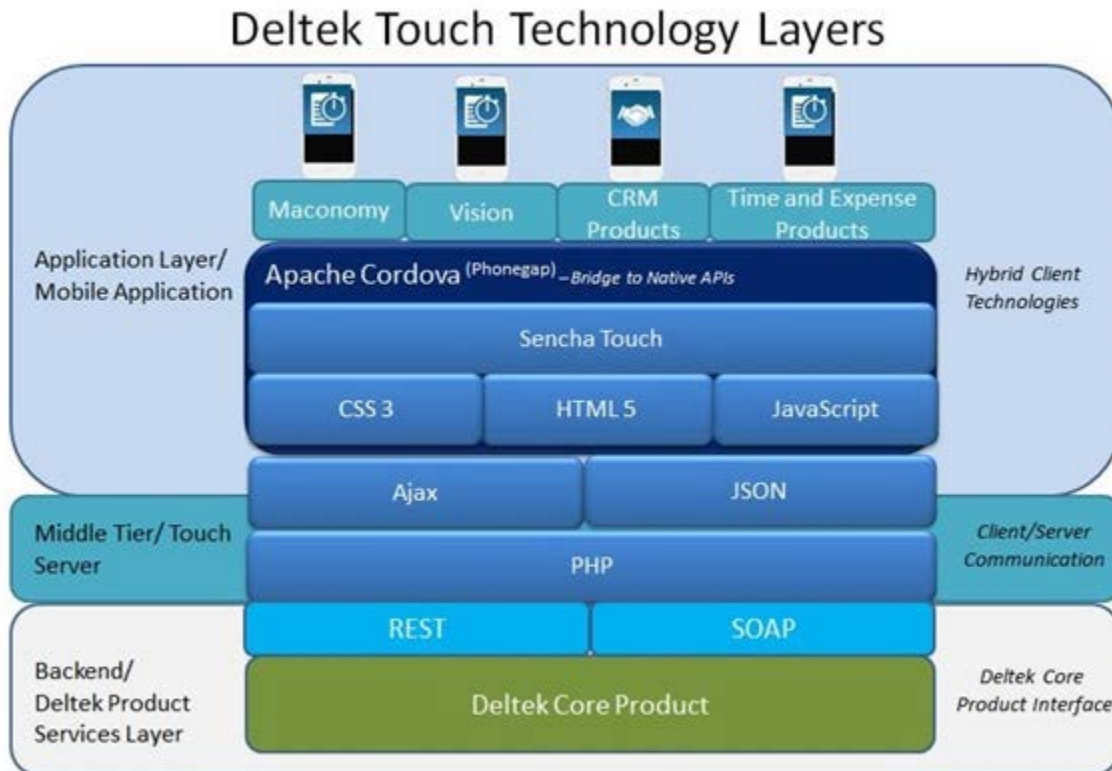 Deltek Touch Technology Layers
Maconomy
Vision
CRM
Products
Time and Expense
Products
Application Layer/
Mobile Application
Apache Cordova (Phonegap) – Bridge to Native APIs
Hybrid Client
Technologies
Sencha Touch
CSS 3
HTML 5
JavaScript
Ajax
JSON
Middle Tier/ Touch
Server
PHP
Client/Server
Communication
REST
SOAP
Backend/
Deltek Product
Services Layer
Deltek Core Product
Deltek Core
Product Interface